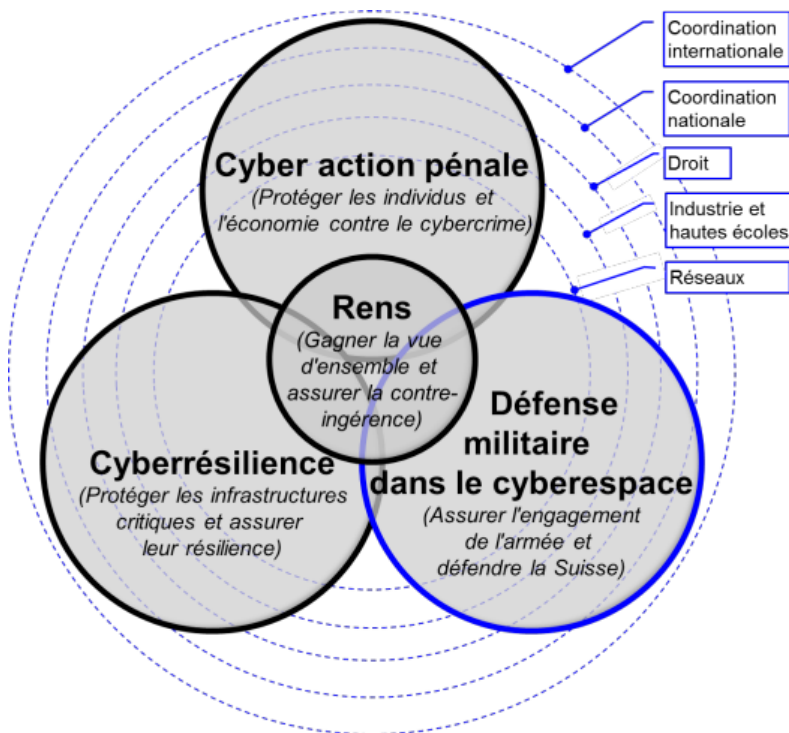 Coordination
internationale
Coordination
nationale
Droit
Industrie et
hautes écoles
Réseaux
Cyber action pénale
(Protéger les individus et
l'économie contre le cybercrime)
Rens
(Gagner la vue
d'ensemble et
assurer la contre-
ingérence)
Cyberrésilience
(Protéger les infrastructures
critiques et assurer
leur résilience)
Défense
militaire
dans le cyberespace
(Assurer l'engagement
de l'armée et
défendre la Suisse)